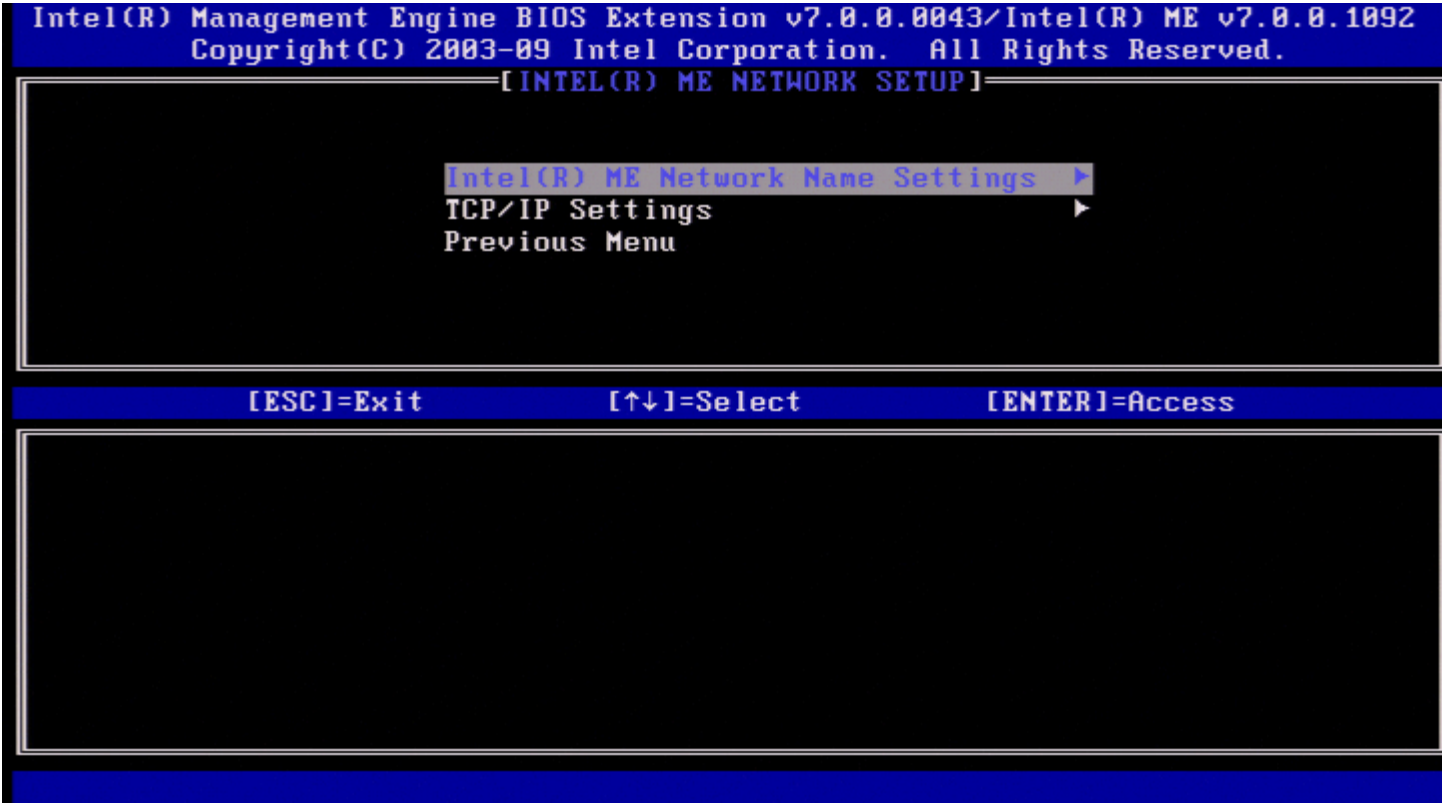 Intel(R) Management Engine BIOS Extension v7.0.0.0043/Intel(R) ME v7.0.0.1092
Copyright(C) 2003-09 Intel Corporation. All Rights Reserved.
[INTEL(R) ME NETWORK SETUP]
Intel(R) ME Network Name Settings ►
TCP/IP Settings ►
Previous Menu
[ESC]=Exit [↑↓]=Select [ENTER]=Access